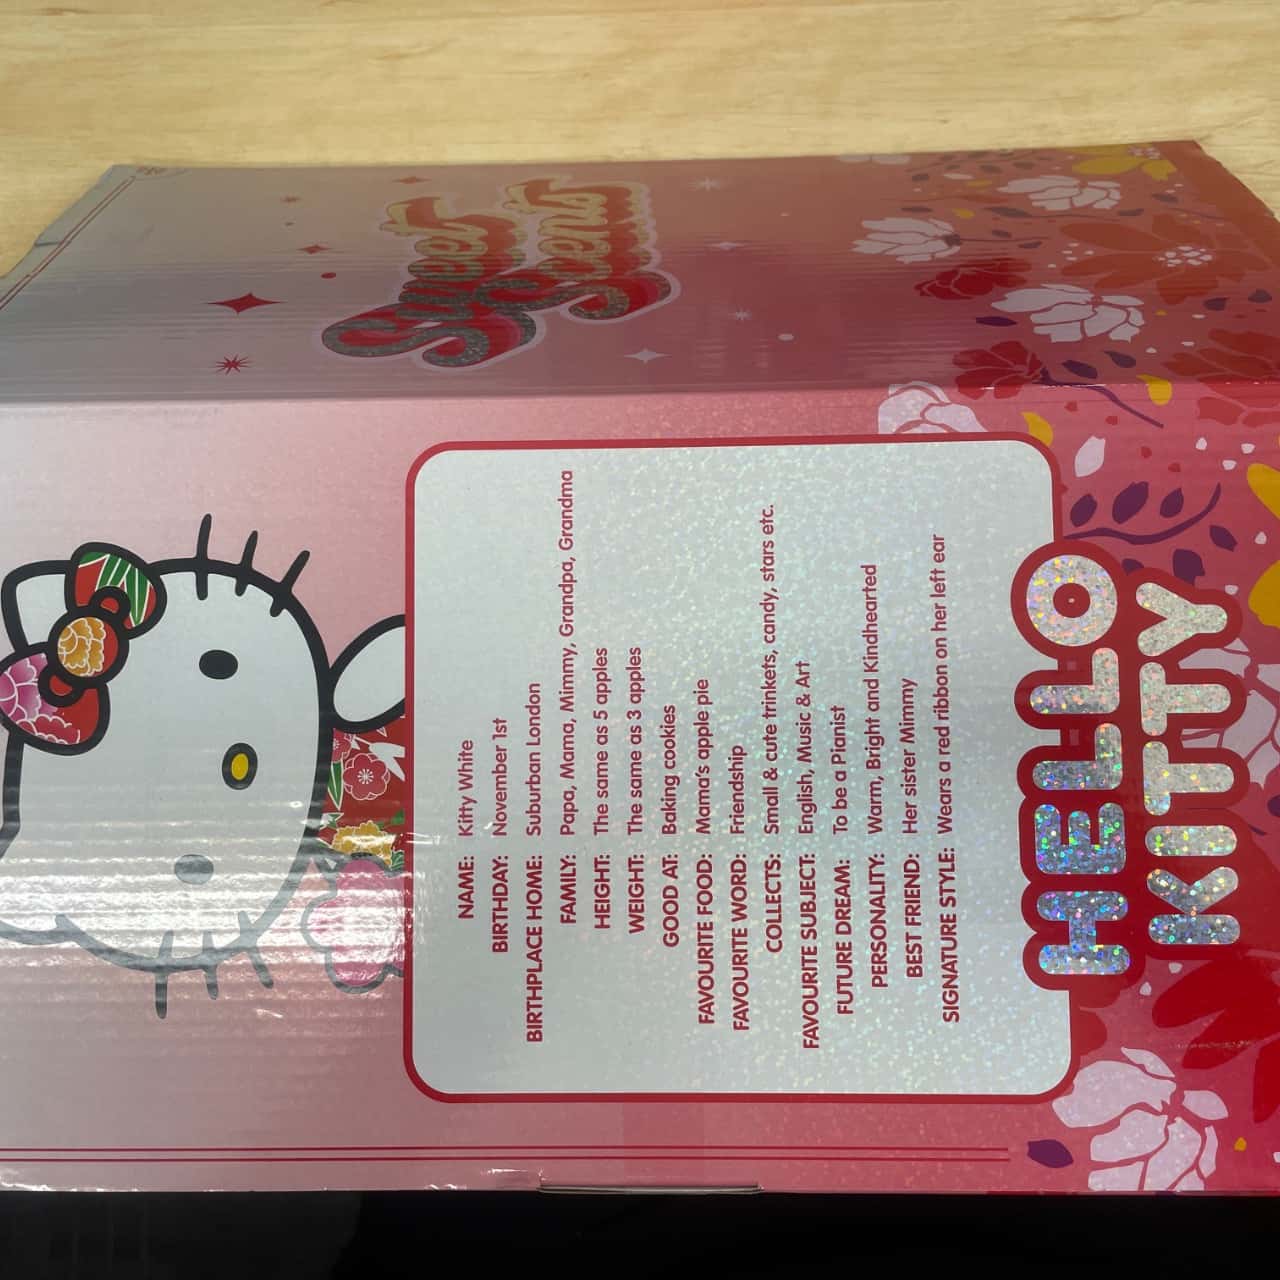 Sweet
Scents
NAME: Kitty White
BIRTHDAY: November 1st
BIRTHPLACE HOME: Suburban London
FAMILY: Papa, Mama, Mimmy, Grandpa, Grandma
HEIGHT: The same as 5 apples
WEIGHT: The same as 3 apples
GOOD AT: Baking cookies
FAVOURITE FOOD: Mama's apple pie
FAVOURITE WORD: Friendship
COLLECTS: Small & cute trinkets, candy, stars etc.
FAVOURITE SUBJECT: English, Music & Art
FUTURE DREAM: To be a Pianist
PERSONALITY: Warm, Bright and Kindhearted
BEST FRIEND: Her sister Mimmy
SIGNATURE STYLE: Wears a red ribbon on her left ear
HELLO
KITTY